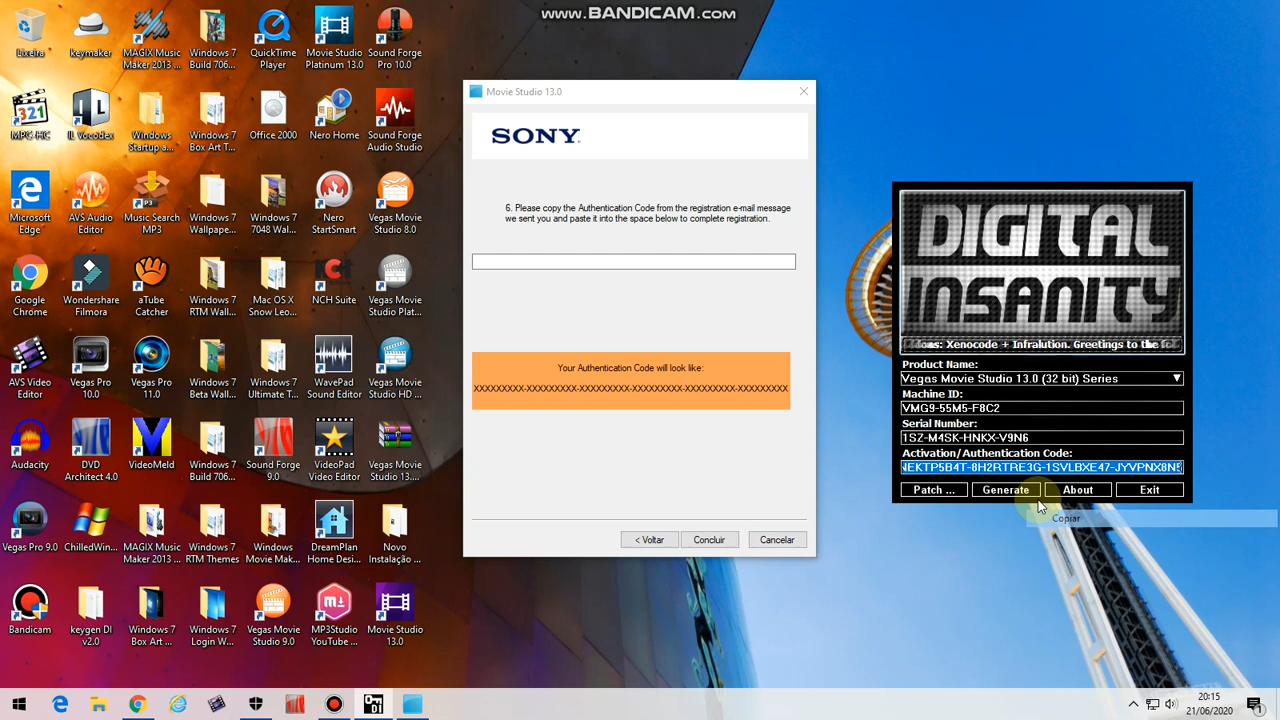 www.BANDICAM.com
Lixeira
keymaker
MAGIX Music
Maker 2013 ...
Windows 7
Build 706...
QuickTime
Player
Movie Studio
Platinum 13.0
Sound Forge
Pro 10.0
MPC-HC
IL Vocodex
Windows
Startup a...
Windows 7
Box Art T...
Office 2000
Nero Home
Sound Forge
Audio Studio
Microsoft
Edge
AVS Audio
Editor
Music Search
MP3
Windows 7
Wallpape...
Windows 7
7048 Wal...
Nero
StartSmart
Vegas Movie
Studio 8.0
Google
Chrome
Wondershare
Filmora
aTube
Catcher
Windows 7
RTM Wall...
Mac OS X
Snow Leo...
NCH Suite
Vegas Movie
Studio Plat...
AVS Video
Editor
Vegas Pro
10.0
Vegas Pro
11.0
Windows 7
Beta Wall...
Windows 7
Ultimate T...
WavePad
Sound Editor
Vegas Movie
Studio HD ...
Audacity
DVD
Architect 4.0
VideoMeld
Windows 7
Build 706...
Sound Forge
9.0
VideoPad
Video Editor
Vegas Movie
Studio 13....
Vegas Pro 9.0
ChilledWin...
MAGIX Music
Maker 2013 ...
Windows 7
RTM Themes
Windows
Movie Mak...
DreamPlan
Home Desi...
Novo
Instalação ...
Bandicam
keygen DI
v2.0
Windows 7
Box Art ...
Windows 7
Login W...
Vegas Movie
Studio 9.0
MP3Studio
YouTube ...
Movie Studio
13.0
Movie Studio 13.0
SONY
6. Please copy the Authentication Code from the registration e-mail message
we sent you and paste it into the space below to complete registration.
Your Authentication Code will look like:
XXXXXXXXX-XXXXXXXXX-XXXXXXXXX-XXXXXXXXX-XXXXXXXXX-XXXXXXXXX
< Voltar
Concluir
Cancelar
DIGITAL
INSANITY
Xenocode + Infralution. Greetings to the
Product Name:
Vegas Movie Studio 13.0 (32 bit) Series
Machine ID:
VMG9-55M5-F8C2
Serial Number:
1SZ-M4SK-HNKX-V9N6
Activation/Authentication Code:
NEKTP5B4T-8H2RTRE3G-1SVLBXE47-JYVPNX8N5
Patch ...
Generate
About
Exit
Copiar
20:15
21/06/2020